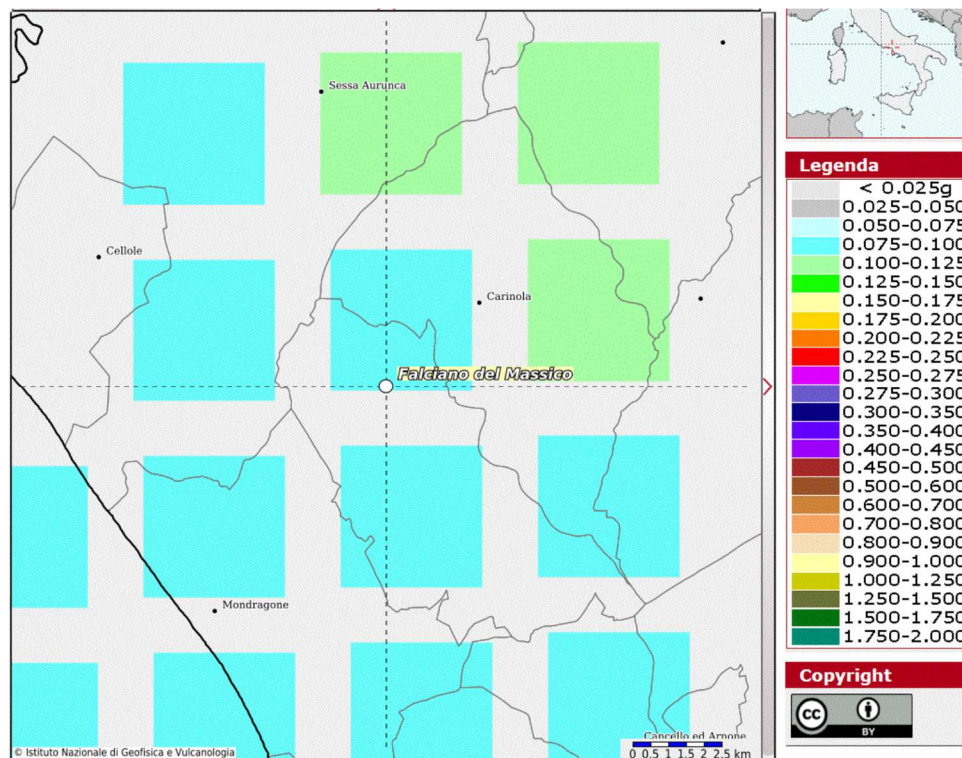 Sessa Aurunca
Cellole
Carinola
Falciano del Massico
Mondragone
Cancello ed Arnone
0 0.5 1 1.5 2 2.5 km
© Istituto Nazionale di Geofisica e Vulcanologia
Legenda
< 0.025g
0.025-0.050
0.050-0.075
0.075-0.100
0.100-0.125
0.125-0.150
0.150-0.175
0.175-0.200
0.200-0.225
0.225-0.250
0.250-0.275
0.275-0.300
0.300-0.350
0.350-0.400
0.400-0.450
0.450-0.500
0.500-0.600
0.600-0.700
0.700-0.800
0.800-0.900
0.900-1.000
1.000-1.250
1.250-1.500
1.500-1.750
1.750-2.000
Copyright
cc
BY